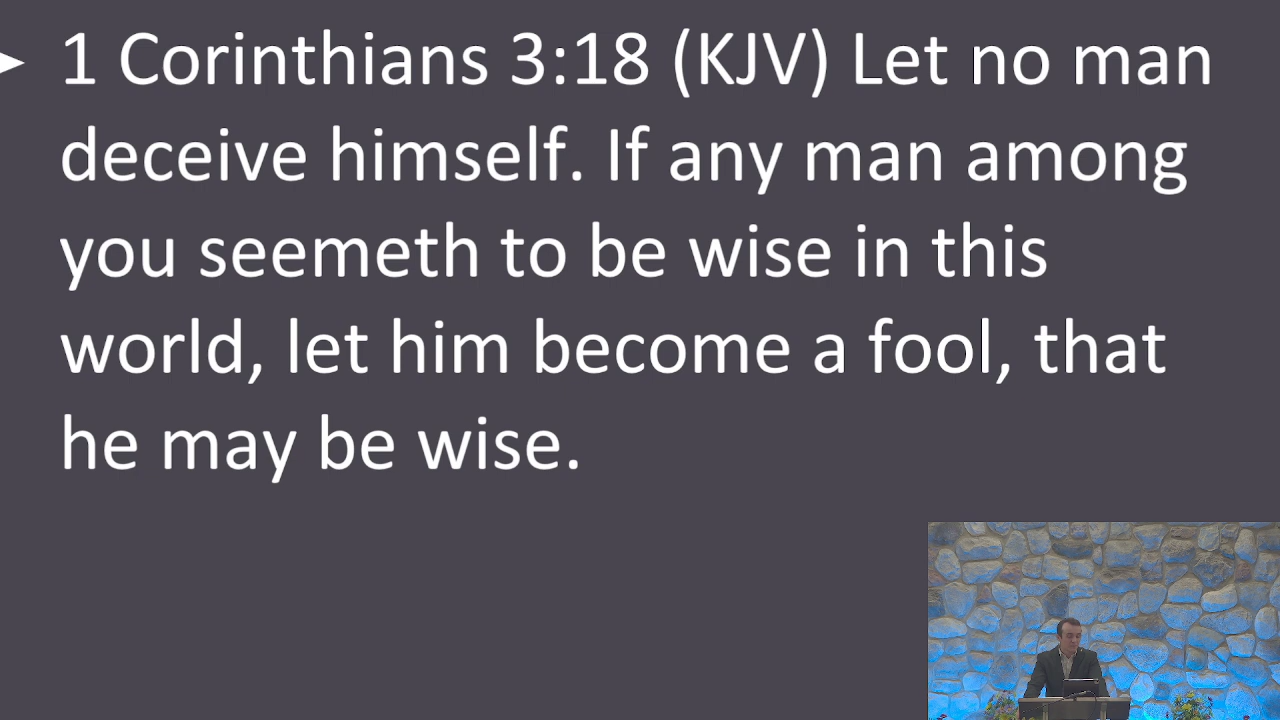 1 Corinthians 3:18 (KJV) Let no man
deceive himself. If any man among
you seemeth to be wise in this
world, let him become a fool, that
he may be wise.